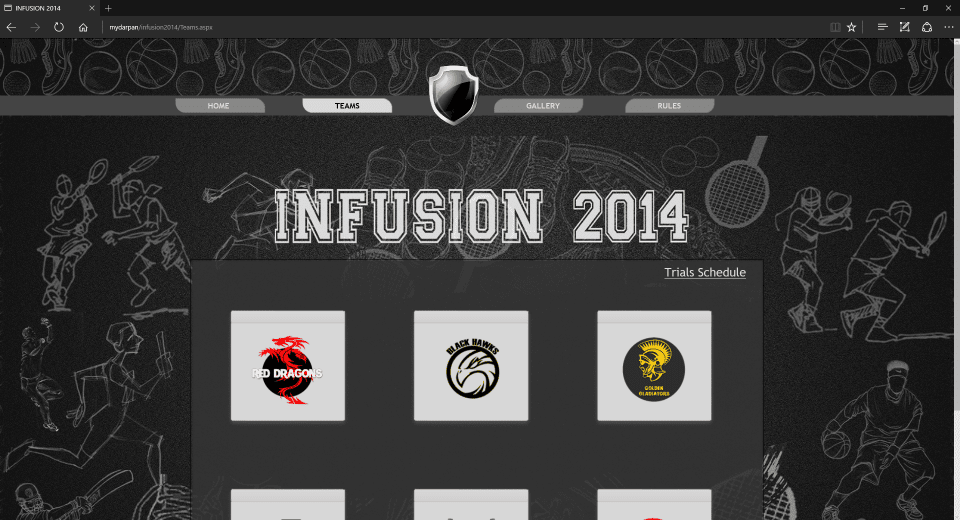 INFUSION 2014
mydarpan/infusion2014/Teams.aspx
HOME
TEAMS
GALLERY
RULES
INFUSION 2014
Trials Schedule
RED DRAGONS
BLACK HAWKS
GOLDEN
GLADIATORS